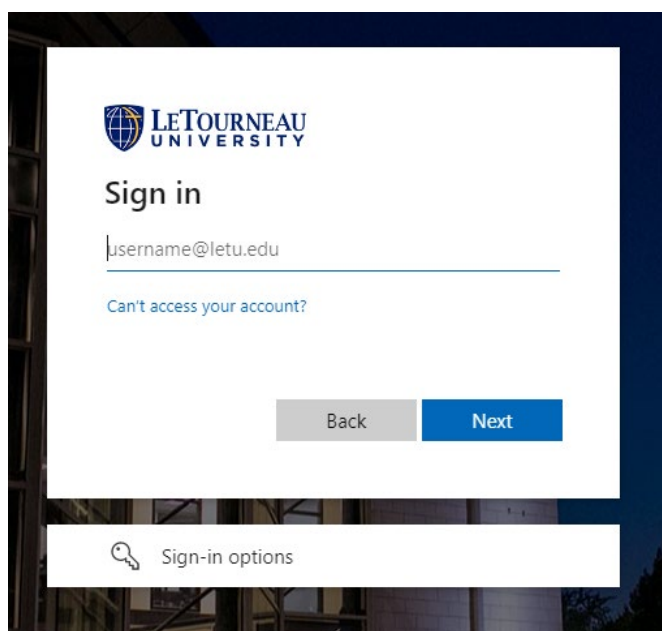 LETOURNEAU
UNIVERSITY
Sign in
username@letu.edu
Can't access your account?
Back
Next
Sign-in options